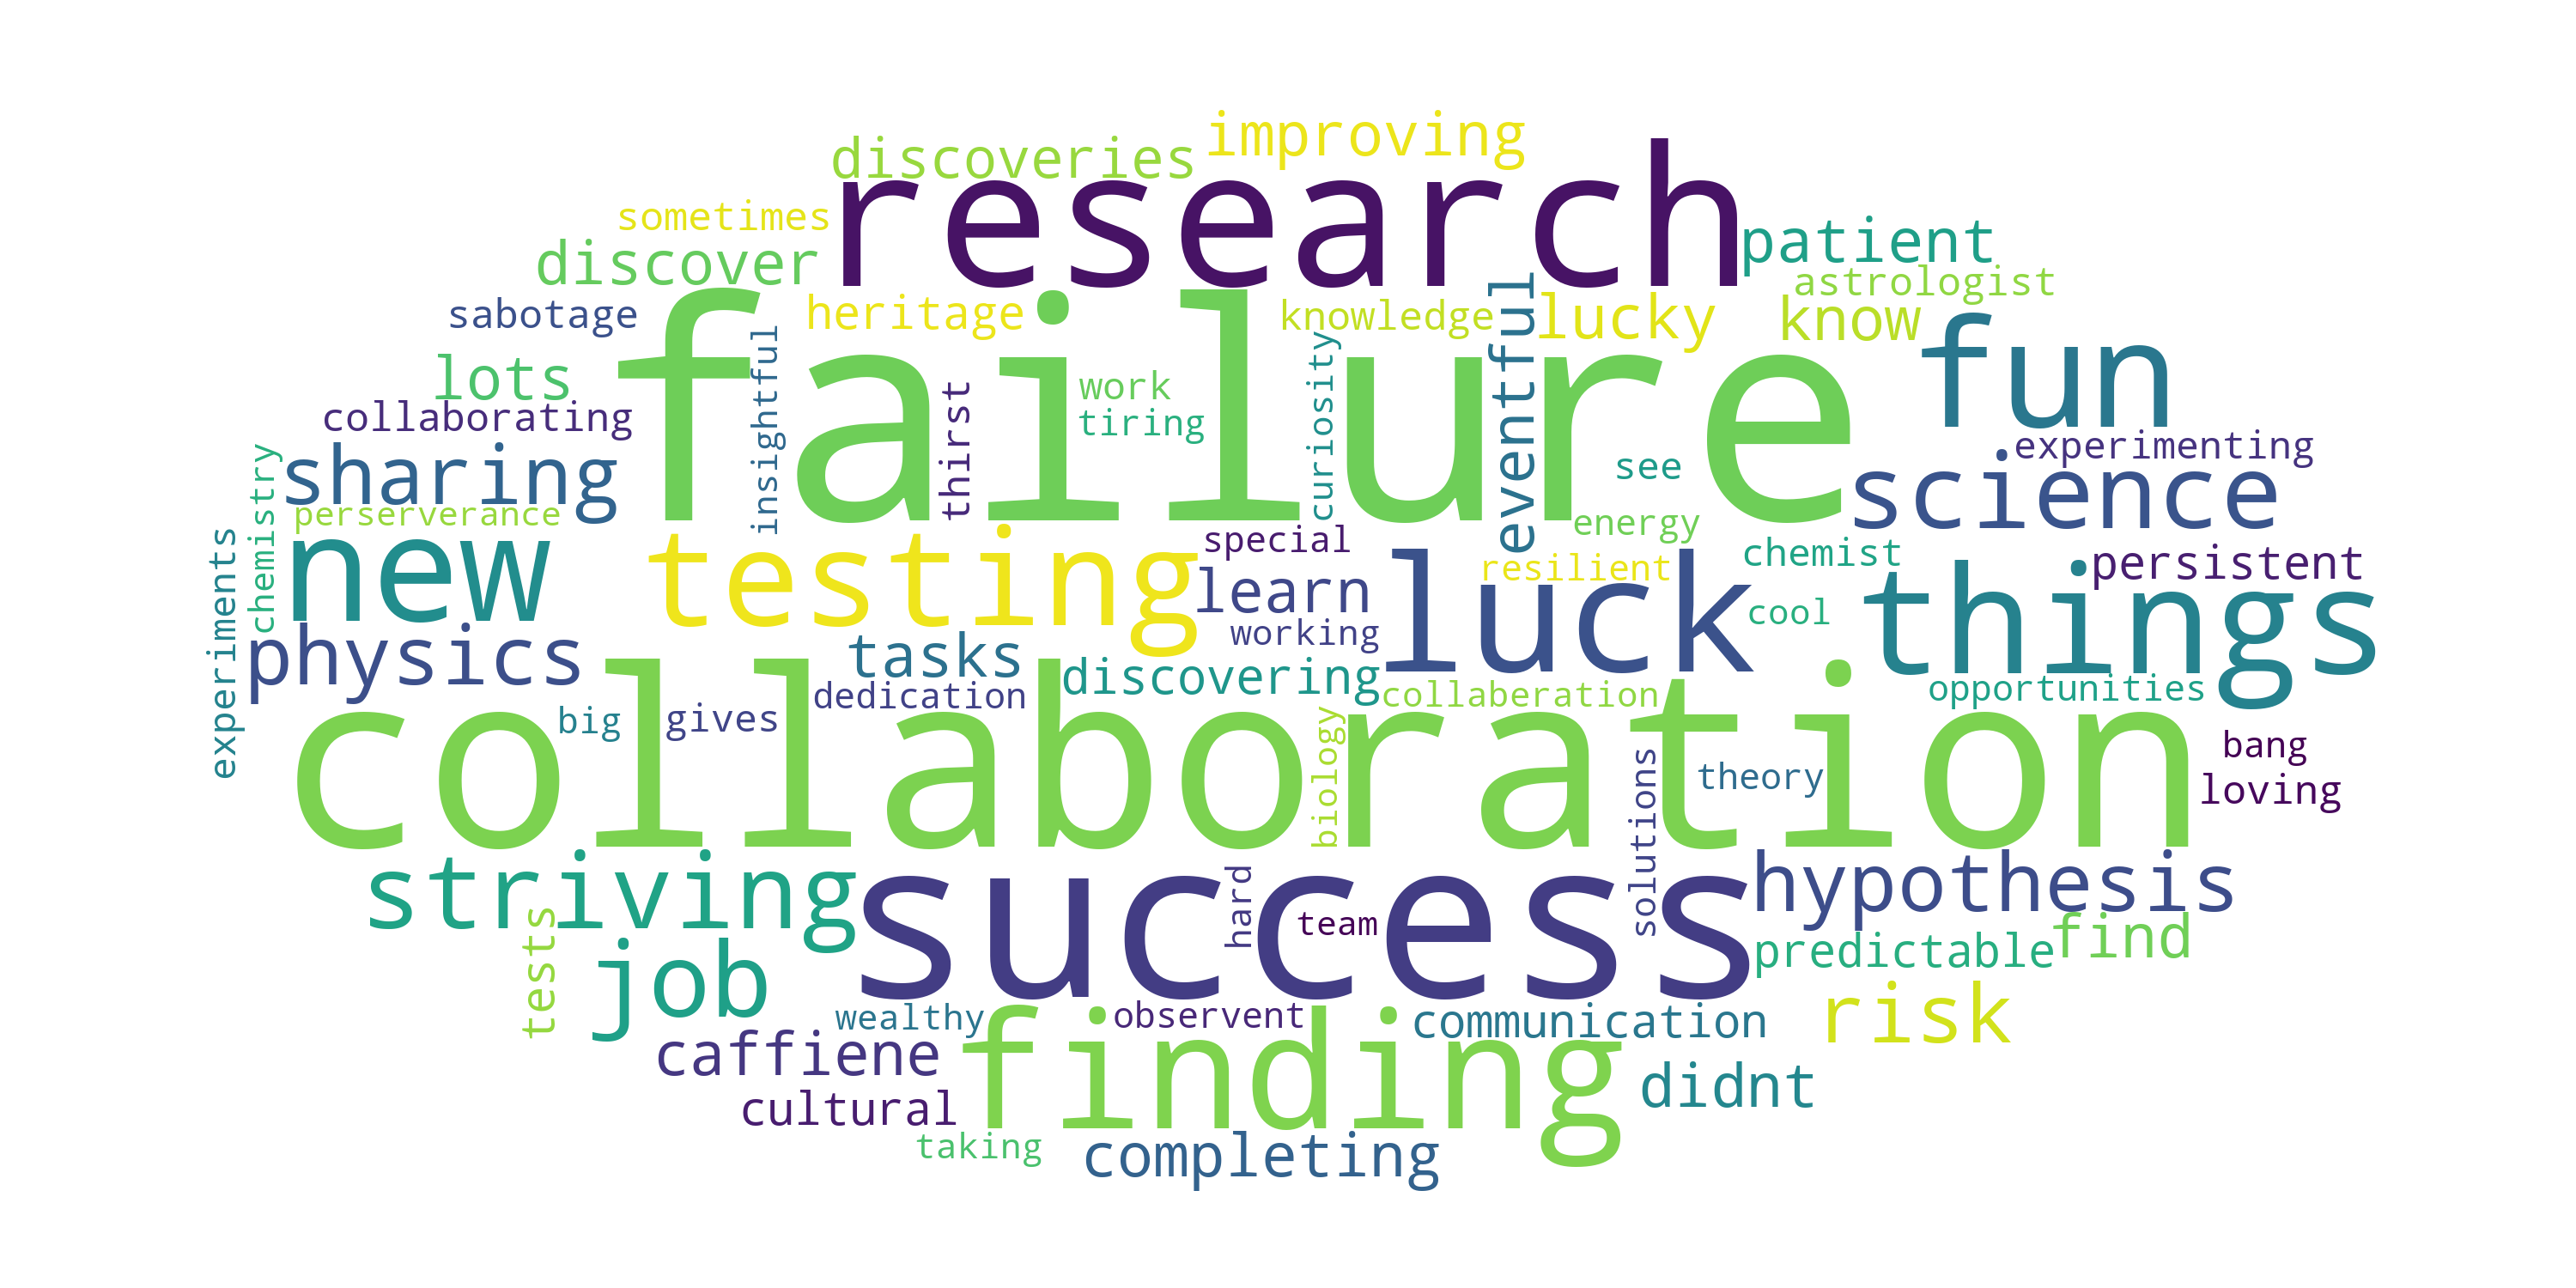 improving
discoveries
research
sometimes
patient
discover
astrologist
sabotage
heritage
knowledge
eventful
lucky
know
failure
fun
lots
insightful
thirst
work
tiring
curiosity
collaborating
experimenting
sharing
see
science
chemistry
perserverance
energy
experiments
new
testing
special
learn
resilient
chemist
persistent
luck
cool
things
working
physics
tasks
discovering
dedication
collaberation
opportunities
big
gives
collaboration
biology
solutions
theory
bang
loving
striving
success
hard
team
hypothesis
tests
job
predictable
find
wealthy
observent
communication
risk
caffiene
finding
didnt
cultural
taking
completing